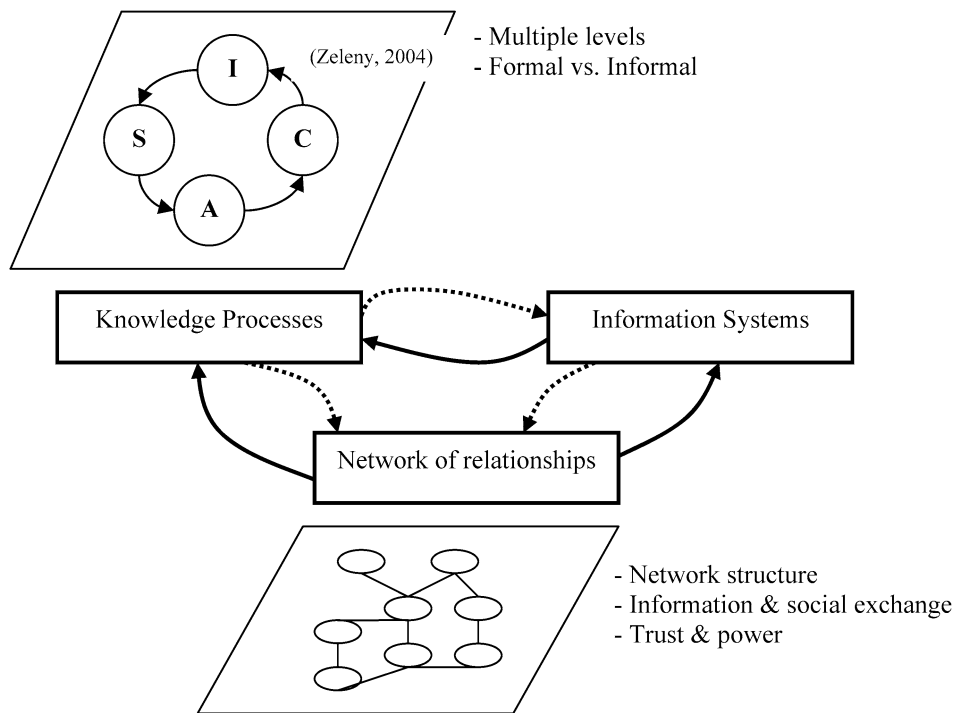 I
(Zeleny, 2004)
S
C
A
- Multiple levels
- Formal vs. Informal
Knowledge Processes
Information Systems
Network of relationships
- Network structure
- Information & social exchange
- Trust & power